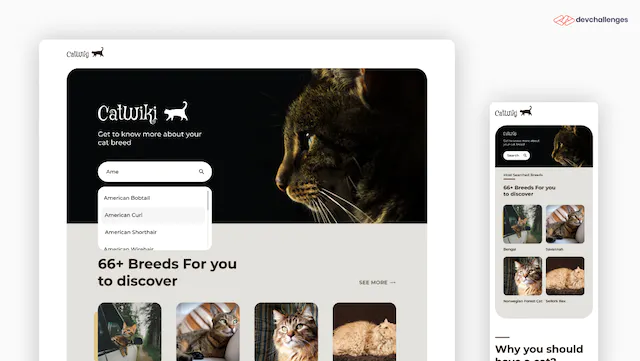 devchallenges
CatWiki
CatWiki
Get to know more about your
cat breed
Ame
American Bobtail
American Curl
American Shorthair
American Wirehair
66+ Breeds For you
to discover
SEE MORE
CatWiki
CatWiki
Get to know more about your
cat breed
Search
Most Searched Breeds
66+ Breeds For you
to discover
Bengal
Savannah
Norwegian Forest Cat
Selkirk Rex
Why you should
have a cat?